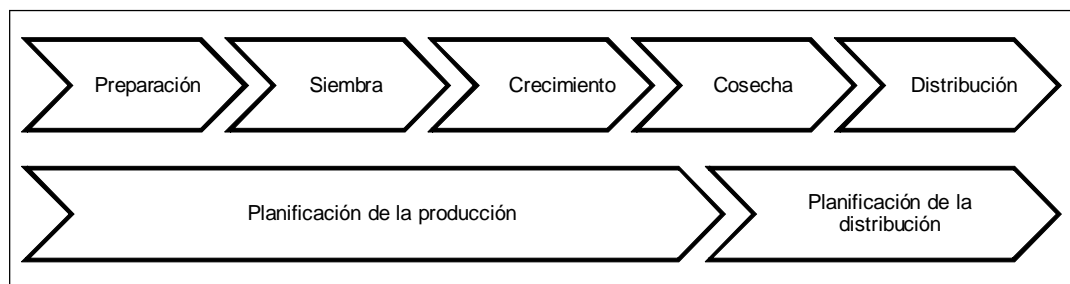 Preparación
Siembra
Crecimiento
Cosecha
Distribución
Planificación de la producción
Planificación de la
distribución